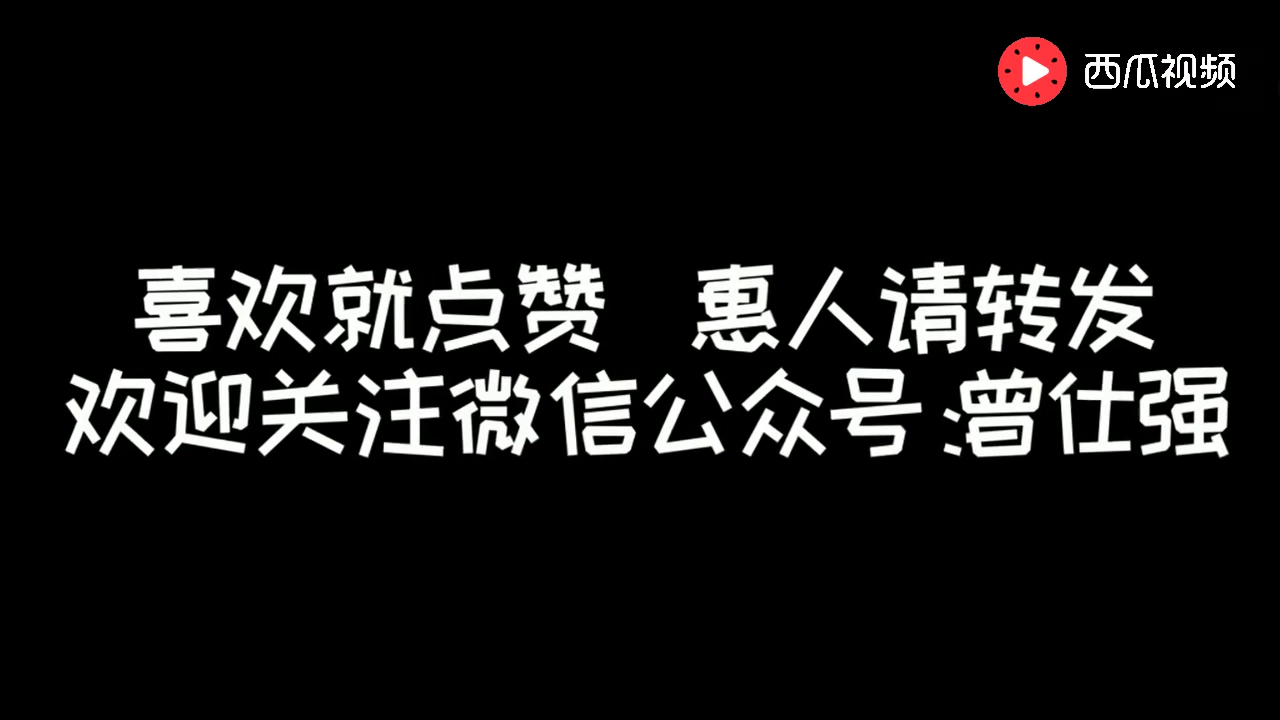 西瓜视频
喜欢就点赞 惠人请转发
欢迎关注微信公众号:曾仕强